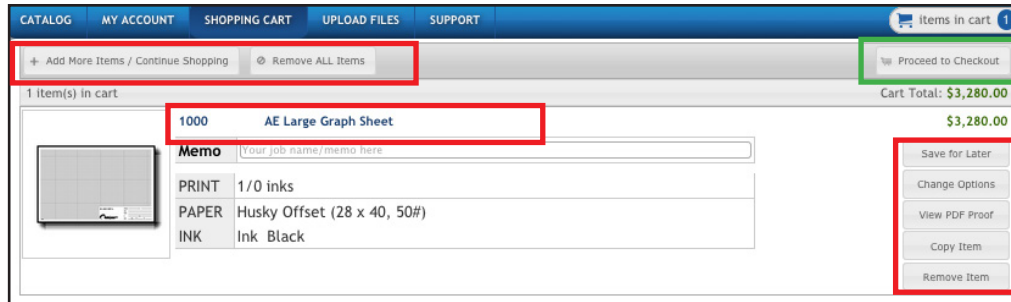 CATALOG MY ACCOUNT SHOPPING CART UPLOAD FILES SUPPORT items in cart 1
+ Add More Items / Continue Shopping Remove ALL Items Proceed to Checkout
1 item(s) in cart Cart Total: $3,280.00
1000 AE Large Graph Sheet $3,280.00
Memo Your job name/memo here Save for Later
PRINT 1/0 inks Change Options
PAPER Husky Offset (28 x 40, 50#) View PDF Proof
INK Ink Black Copy Item
Remove Item